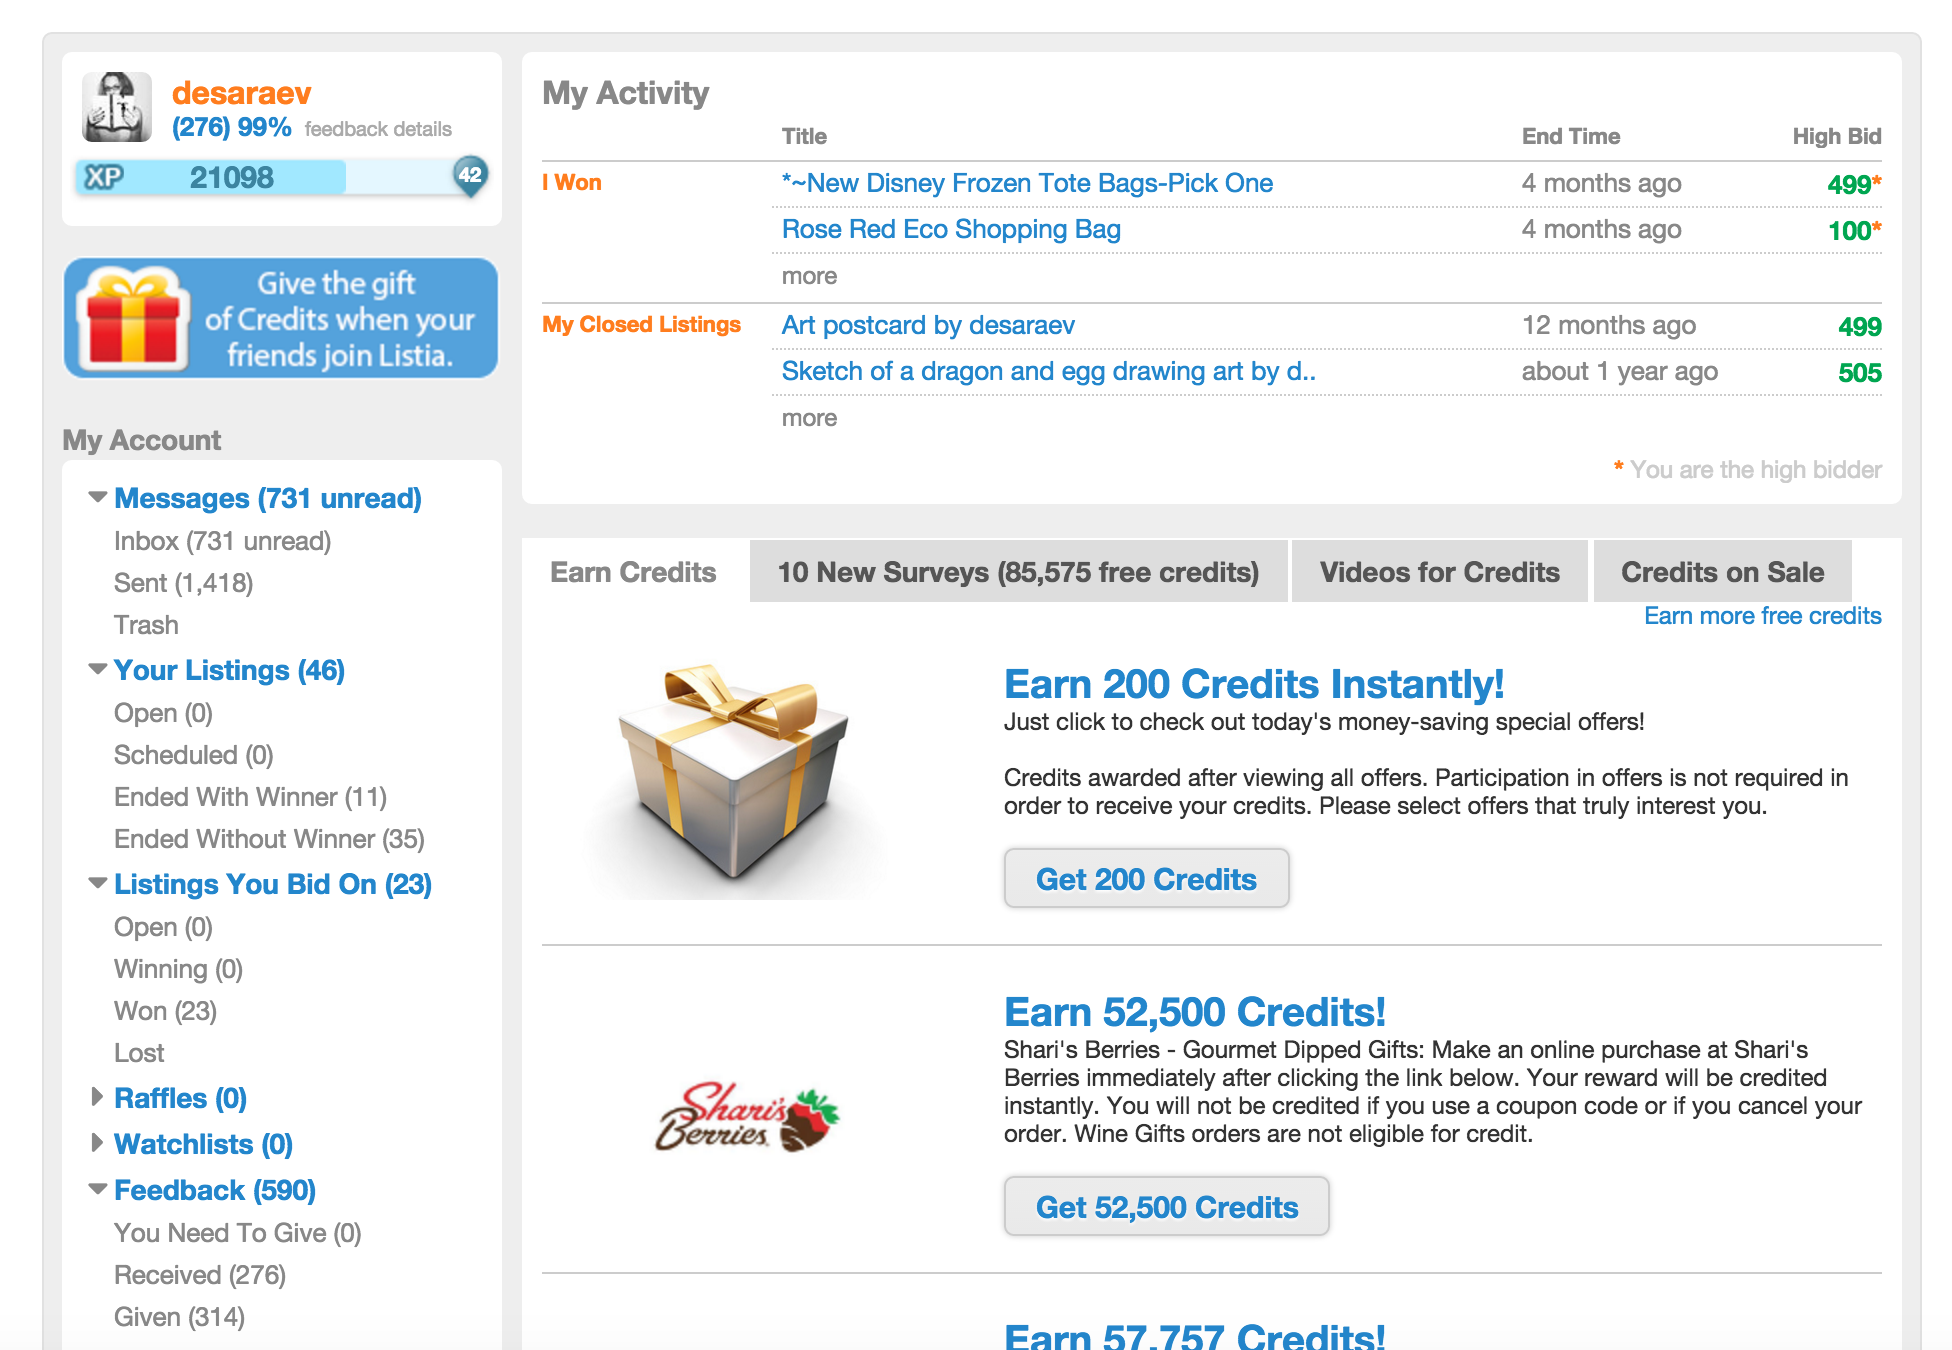 desaraev
(276) 99% feedback details
XP 21098 42
Give the gift
of Credits when your
friends join Listia.
My Account
Messages (731 unread)
Inbox (731 unread)
Sent (1,418)
Trash
Your Listings (46)
Open (0)
Scheduled (0)
Ended With Winner (11)
Ended Without Winner (35)
Listings You Bid On (23)
Open (0)
Winning (0)
Won (23)
Lost
Raffles (0)
Watchlists (0)
Feedback (590)
You Need To Give (0)
Received (276)
Given (314)
My Activity
Title End Time High Bid
I Won *~New Disney Frozen Tote Bags-Pick One 4 months ago 499*
Rose Red Eco Shopping Bag 4 months ago 100*
more
My Closed Listings Art postcard by desaraev 12 months ago 499
Sketch of a dragon and egg drawing art by d.. about 1 year ago 505
more
* You are the high bidder
Earn Credits 10 New Surveys (85,575 free credits) Videos for Credits Credits on Sale
Earn more free credits
Earn 200 Credits Instantly!
Just click to check out today's money-saving special offers!
Credits awarded after viewing all offers. Participation in offers is not required in
order to receive your credits. Please select offers that truly interest you.
Get 200 Credits
Shari's
Berries
Earn 52,500 Credits!
Shari's Berries - Gourmet Dipped Gifts: Make an online purchase at Shari's
Berries immediately after clicking the link below. Your reward will be credited
instantly. You will not be credited if you use a coupon code or if you cancel your
order. Wine Gifts orders are not eligible for credit.
Get 52,500 Credits
Earn 57,757 Credits!